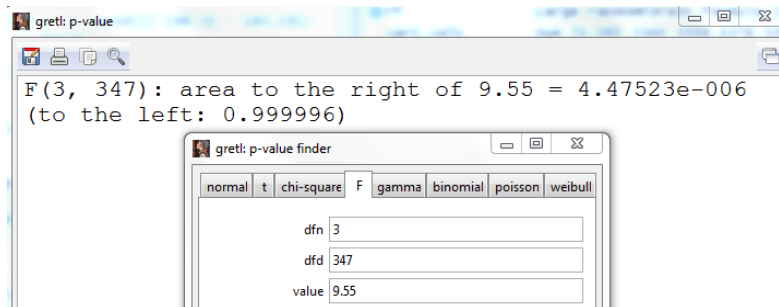 gretl: p-value
F(3, 347): area to the right of 9.55 = 4.47523e-006
(to the left: 0.999996)
gretl: p-value finder
normal t chi-square F gamma binomial poisson weibull
dfn 3
dfd 347
value 9.55